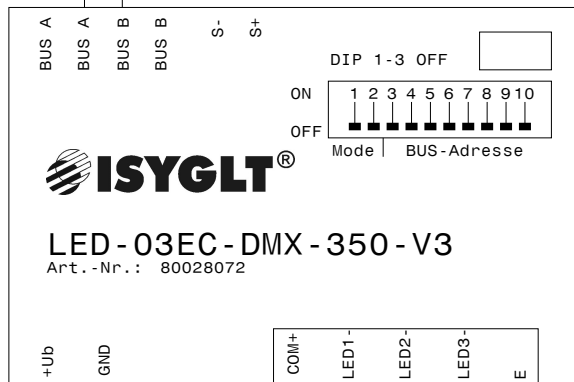 BUS A
BUS A
BUS B
BUS B
S-
S+
DIP 1-3 OFF
ON
1 2 3 4 5 6 7 8 9 10
OFF
Mode
BUS-Adresse
ISYGLT®
LED-03EC-DMX-350-V3
Art.-Nr.: 80028072
+Ub
GND
COM+
LED1-
LED2-
LED3-
E